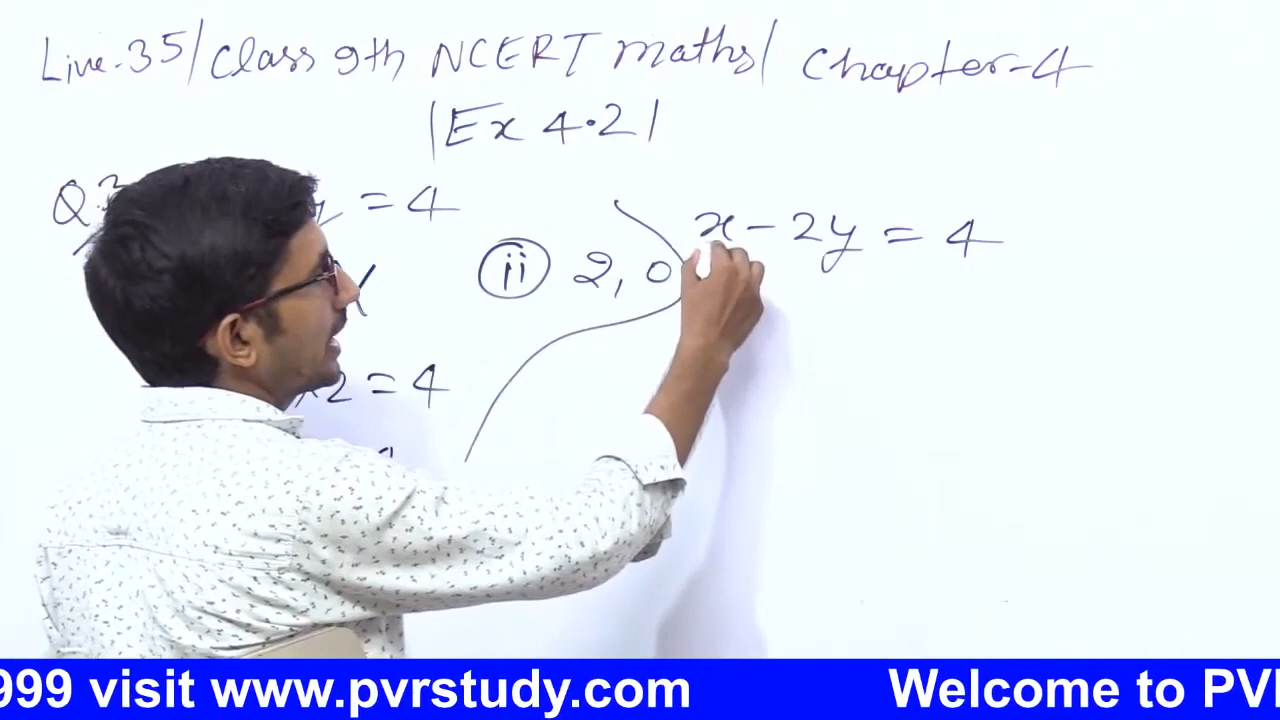 Live-35/Class 9th NCERT maths/ Chapter-4
|Ex 4.2|
= 4
(ii) 2, 0
x - 2y = 4
2 = 4
999 visit www.pvrstudy.com
Welcome to